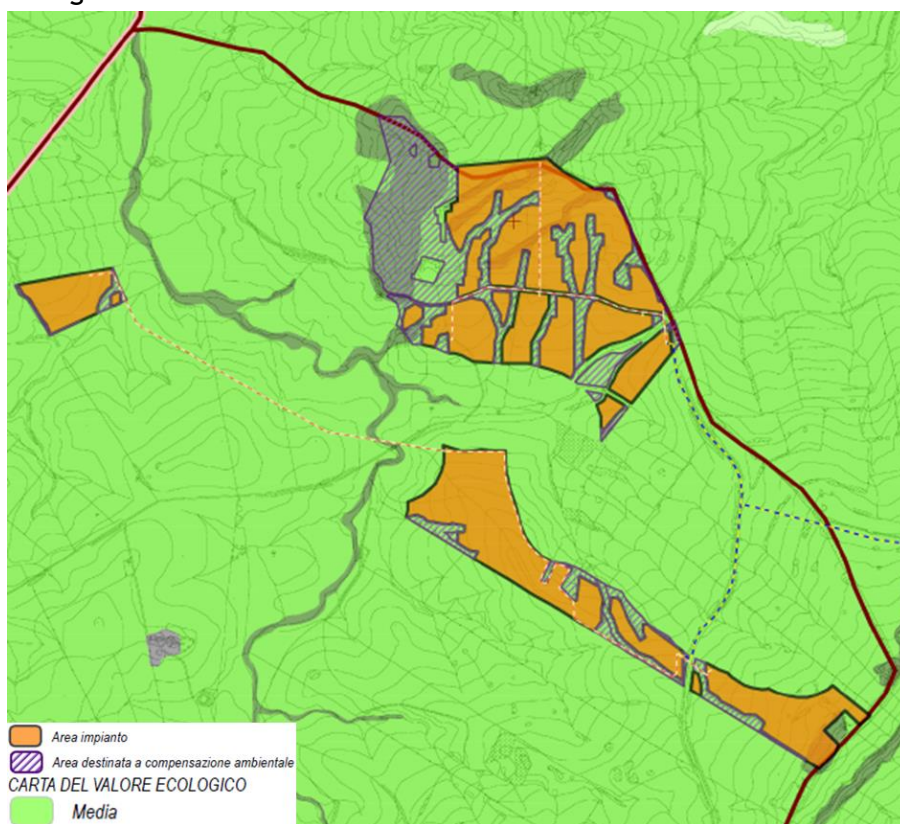 Area impianto
Area destinata a compensazione ambientale
CARTA DEL VALORE ECOLOGICO
Media